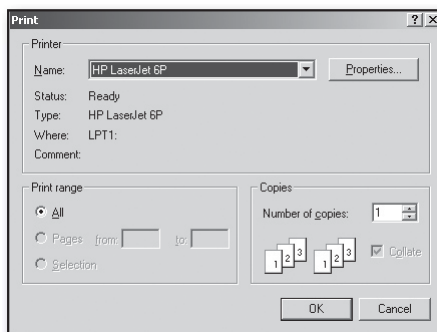 Print
Printer
Name: HP LaserJet 6P Properties...
Status: Ready
Type: HP LaserJet 6P
Where: LPT1:
Comment:
Print range Copies
All Number of copies: 1
Pages from: to:
1 2 3 1 2 3 Collate
Selection
OK Cancel